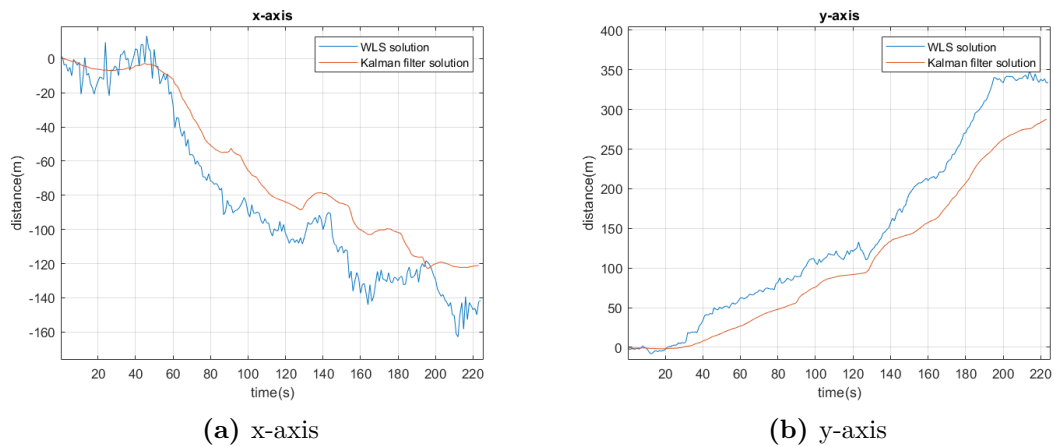 x-axis
WLS solution
Kalman filter solution
0
-20
-40
-60
-80
-100
-120
-140
-160
distance(m)
20 40 60 80 100 120 140 160 180 200 220
time(s)
(a) x-axis
y-axis
WLS solution
Kalman filter solution
400
350
300
250
200
150
100
50
0
distance(m)
20 40 60 80 100 120 140 160 180 200 220
time(s)
(b) y-axis